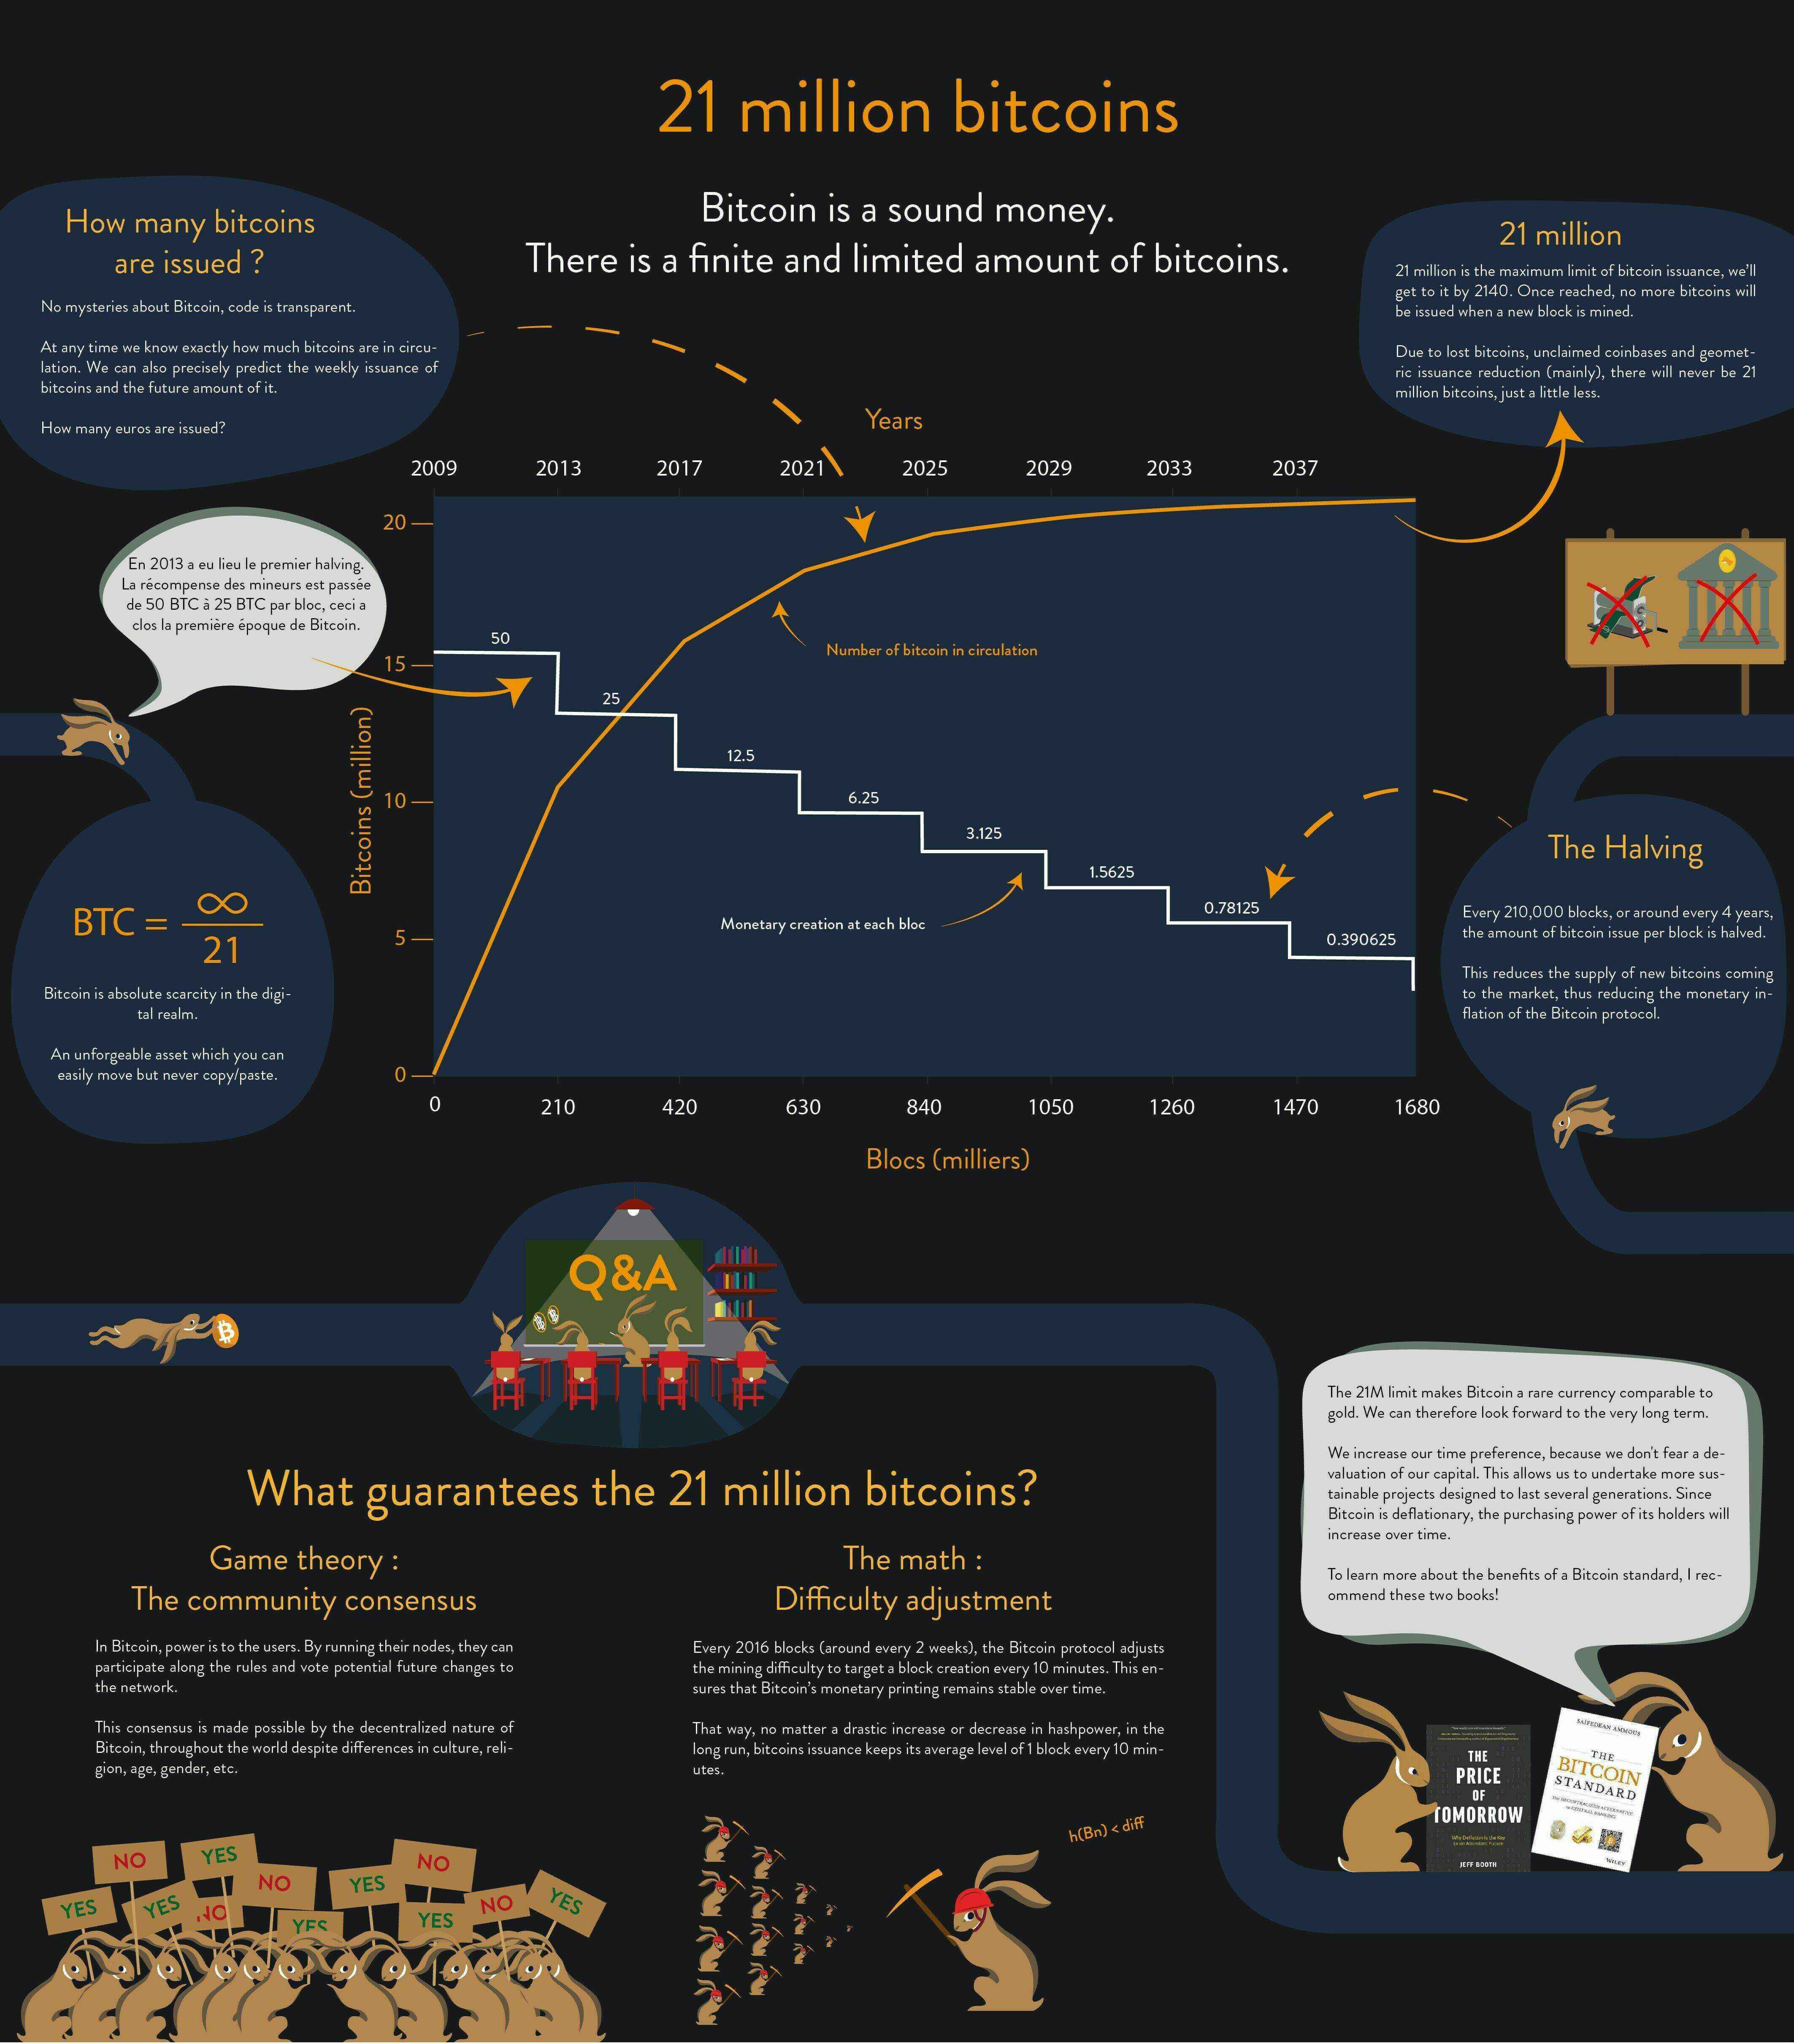 21 million bitcoins
Bitcoin is a sound money.
There is a finite and limited amount of bitcoins.
How many bitcoins
are issued ?
No mysteries about Bitcoin, code is transparent.
At any time we know exactly how much bitcoins are in circu-
lation. We can also precisely predict the weekly issuance of
bitcoins and the future amount of it.
How many euros are issued?
21 million
21 million is the maximum limit of bitcoin issuance, we'll
get to it by 2140. Once reached, no more bitcoins will
be issued when a new block is mined.
Due to lost bitcoins, unclaimed coinbases and geomet-
ric issuance reduction (mainly), there will never be 21
million bitcoins, just a little less.
Years
2009 2013 2017 2021 2025 2029 2033 2037
En 2013 a eu lieu le premier halving.
La récompense des mineurs est passée
de 50 BTC à 25 BTC par bloc, ceci a
clos la première époque de Bitcoin.
Bitcoins (million)
20
15
10
5
0
50
25
12.5
6.25
3.125
1.5625
0.78125
0.390625
Number of bitcoin in circulation
Monetary creation at each bloc
0 210 420 630 840 1050 1260 1470 1680
Blocs (milliers)
BTC = ∞
21
Bitcoin is absolute scarcity in the digi-
tal realm.
An unforgeable asset which you can
easily move but never copy/paste.
The Halving
Every 210,000 blocks, or around every 4 years,
the amount of bitcoin issue per block is halved.
This reduces the supply of new bitcoins coming
to the market, thus reducing the monetary in-
flation of the Bitcoin protocol.
Q&A
What guarantees the 21 million bitcoins?
Game theory :
The community consensus
In Bitcoin, power is to the users. By running their nodes, they can
participate along the rules and vote potential future changes to
the network.
This consensus is made possible by the decentralized nature of
Bitcoin, throughout the world despite differences in culture, reli-
gion, age, gender, etc.
NO
YES
NO
NO
YES
YES
YES
NO
YES
YES
NO
YES
The math :
Difficulty adjustment
Every 2016 blocks (around every 2 weeks), the Bitcoin protocol adjusts
the mining difficulty to target a block creation every 10 minutes. This en-
sures that Bitcoin's monetary printing remains stable over time.
That way, no matter a drastic increase or decrease in hashpower, in the
long run, bitcoins issuance keeps its average level of 1 block every 10 min-
utes.
h(Bn) < diff
The 21M limit makes Bitcoin a rare currency comparable to
gold. We can therefore look forward to the very long term.
We increase our time preference, because we don't fear a de-
valuation of our capital. This allows us to undertake more sus-
tainable projects designed to last several generations. Since
Bitcoin is deflationary, the purchasing power of its holders will
increase over time.
To learn more about the benefits of a Bitcoin standard, I rec-
ommend these two books!
THE
PRICE
OF
TOMORROW
Why Deflation Is the Key
to an Abundant Future
JEFF BOOTH
SAIFEDEAN AMMOUS
THE
BITCOIN
STANDARD
The DECENTRALIZED ALTERNATIVE
to CENTRAL BANKING
WILEY